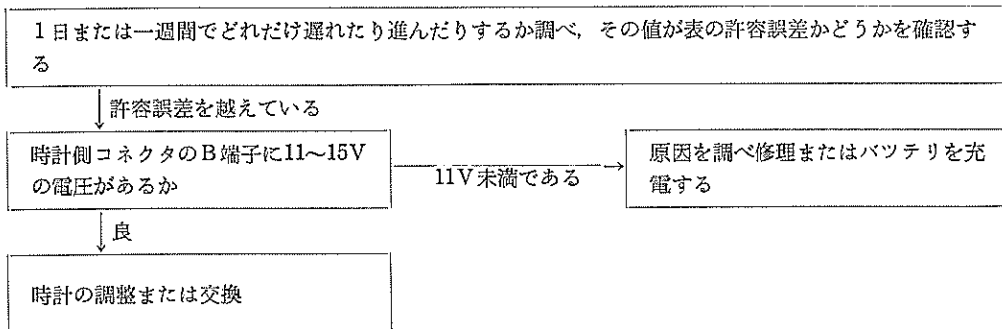 1日または一週間でどれだけ遅れたり進んだりするか調べ，その値が表の許容誤差かどうかを確認す
る
許容誤差を越えている
時計側コネクタのB端子に11〜15V
の電圧があるか
11V未満である
原因を調べ修理またはバツテリを充
電する
良
時計の調整または交換